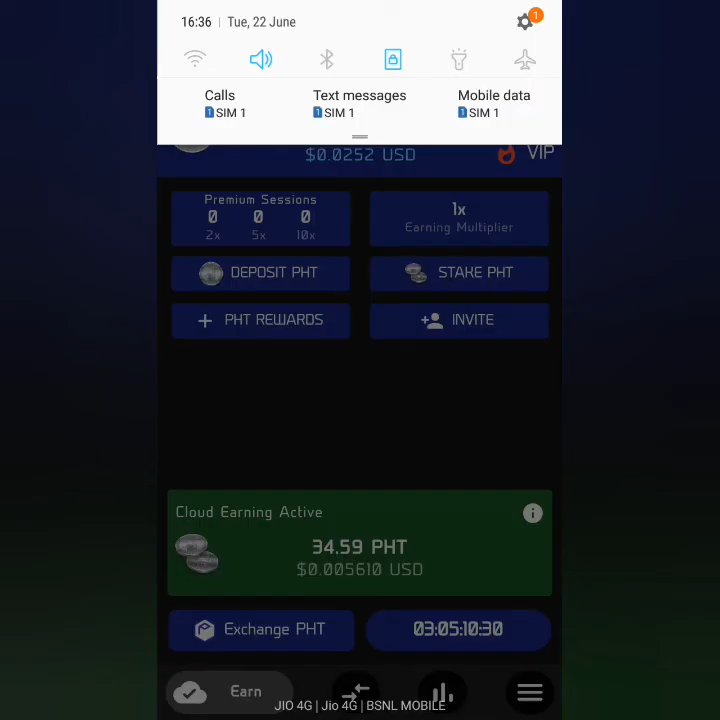 16:36 | Tue, 22 June
1
Calls
Text messages
Mobile data
1 SIM 1
1 SIM 1
1 SIM 1
$0.0252 USD
VIP
Premium Sessions
0 0 0
2x 5x 10x
1x
Earning Multiplier
DEPOSIT PHT
STAKE PHT
+ PHT REWARDS
INVITE
Cloud Earning Active
34.59 PHT
$0.005610 USD
Exchange PHT
03:05:10:30
Earn
JIO 4G | Jio 4G | BSNL MOBILE